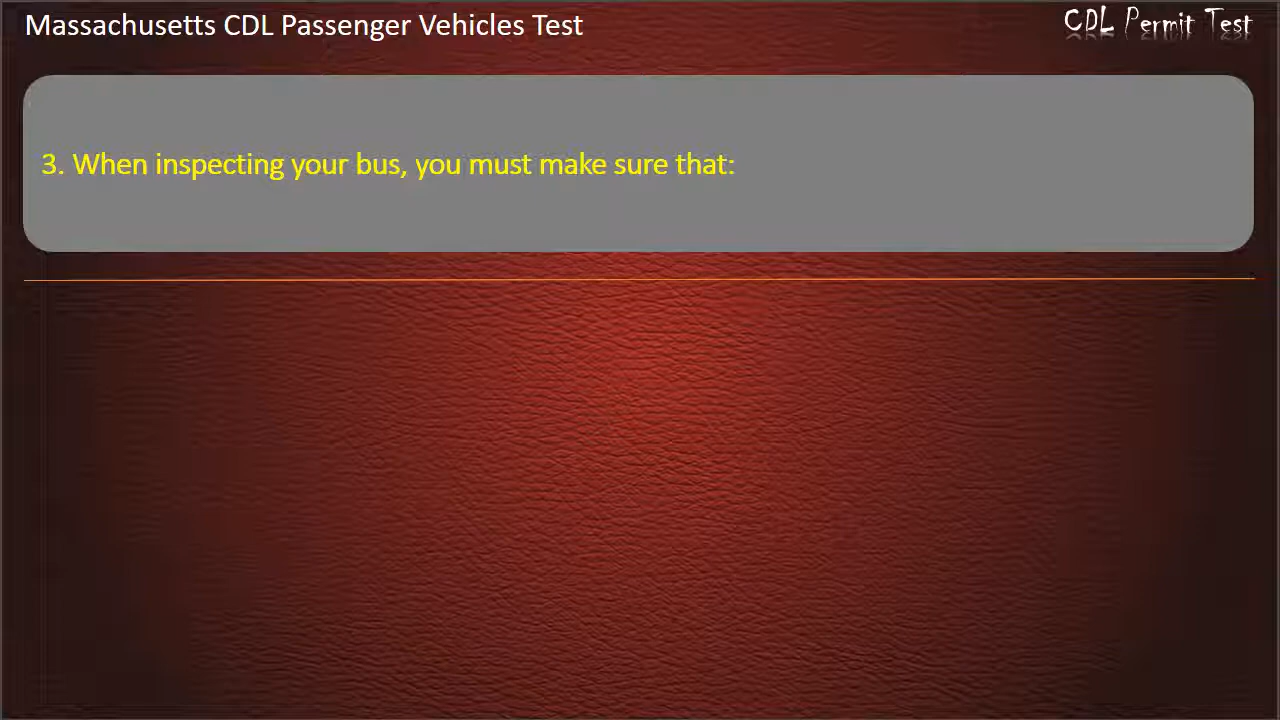 Massachusetts CDL Passenger Vehicles Test
CDL Permit Test
3. When inspecting your bus, you must make sure that: